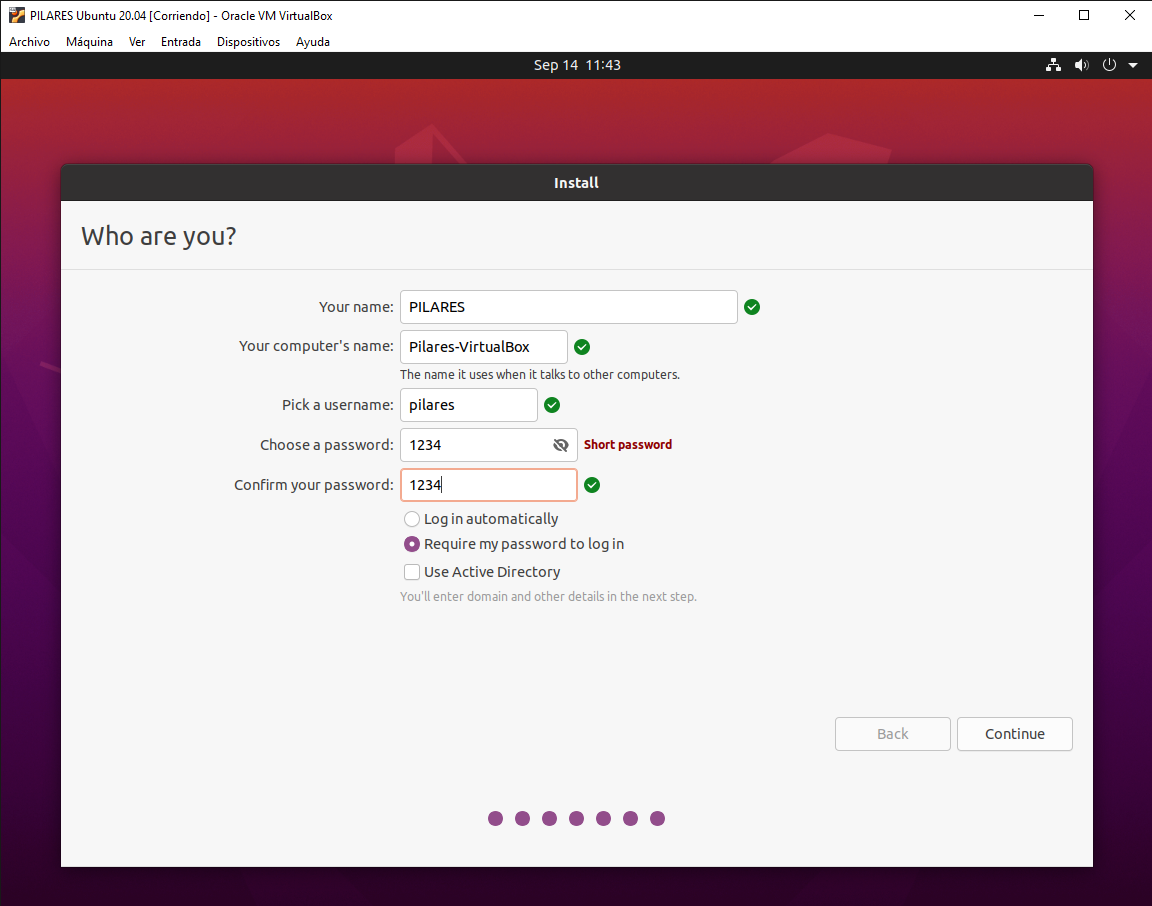 PILARES Ubuntu 20.04 [Corriendo] - Oracle VM VirtualBox
Archivo Máquina Ver Entrada Dispositivos Ayuda
Sep 14 11:43
Install
Who are you?
Your name: PILARES
Your computer's name: Pilares-VirtualBox
The name it uses when it talks to other computers.
Pick a username: pilares
Choose a password: 1234 Short password
Confirm your password: 1234
Log in automatically
Require my password to log in
Use Active Directory
You'll enter domain and other details in the next step.
Back Continue